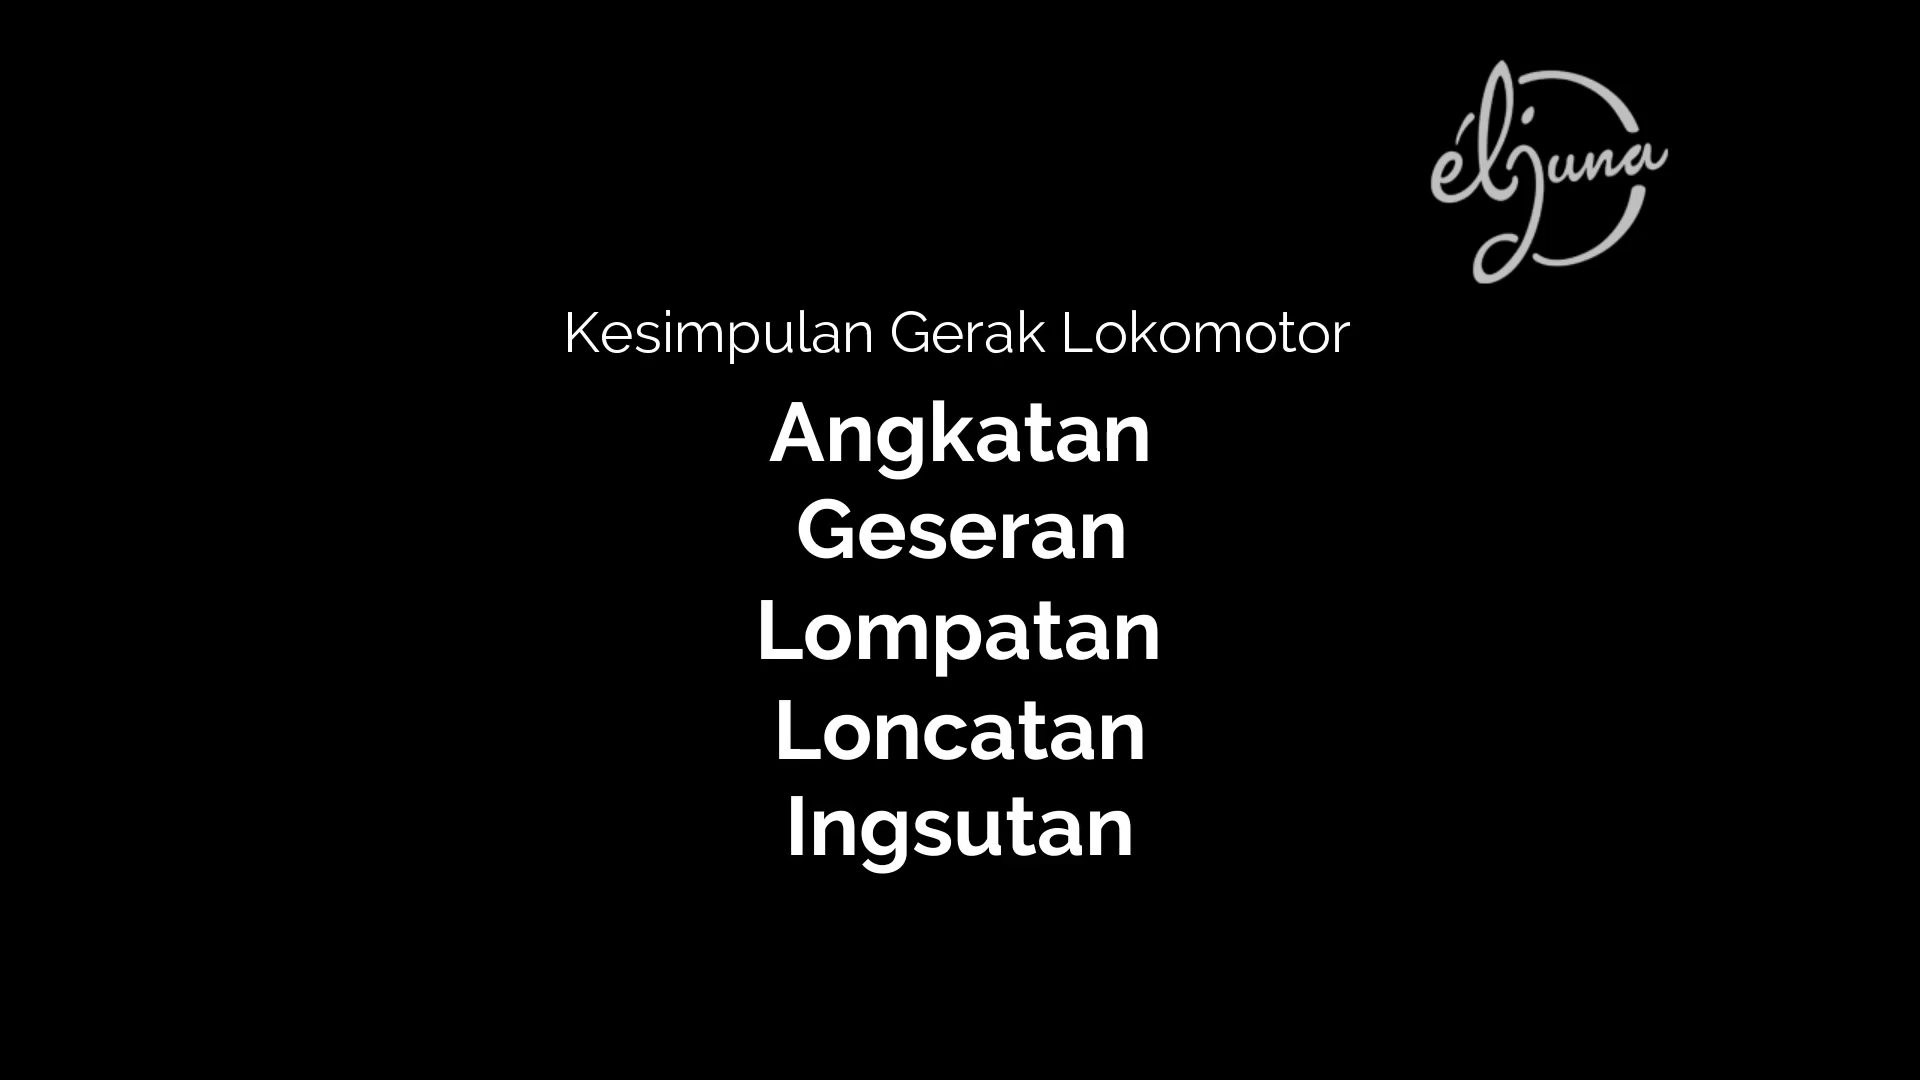 éljuna
Kesimpulan Gerak Lokomotor
Angkatan
Geseran
Lompatan
Loncatan
Ingsutan